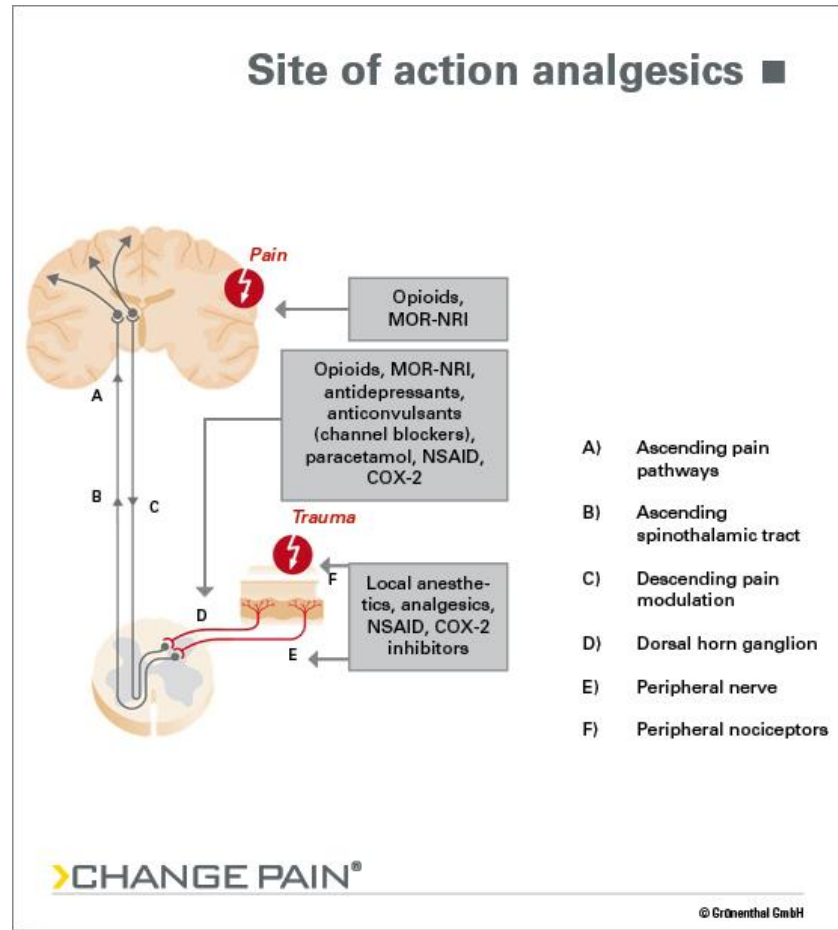 Site of action analgesics
Pain
Opioids,
MOR-NRI
Opioids, MOR-NRI,
antidepressants,
anticonvulsants
(channel blockers),
paracetamol, NSAID,
COX-2
A
B
C
Trauma
F
Local anesthe-
tics, analgesics,
NSAID, COX-2
inhibitors
D
E
A) Ascending pain
pathways
B) Ascending
spinothalamic tract
C) Descending pain
modulation
D) Dorsal horn ganglion
E) Peripheral nerve
F) Peripheral nociceptors
CHANGE PAIN®
© Grünenthal GmbH